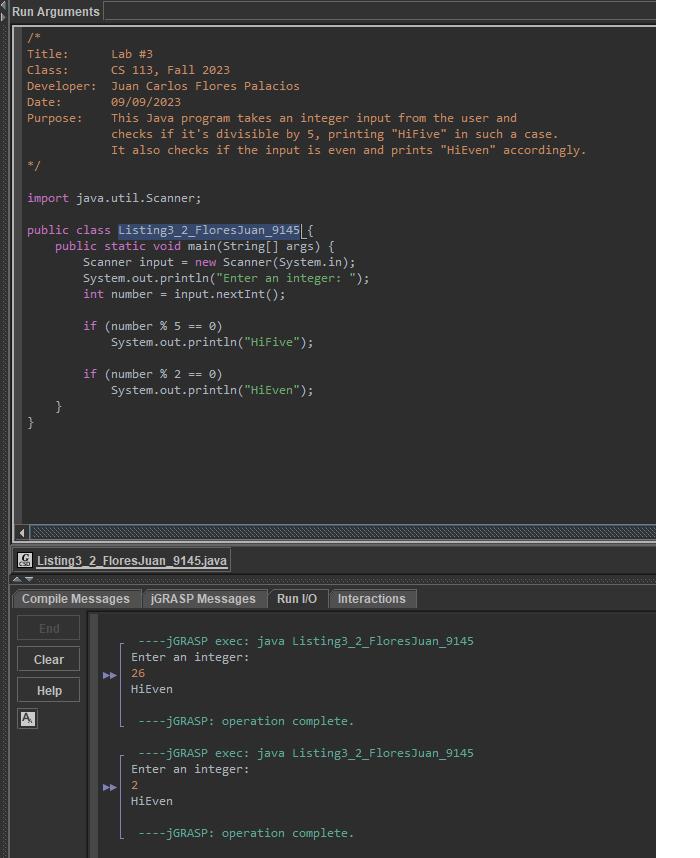 Run Arguments
/*
Title:      Lab #3
Class:      CS 113, Fall 2023
Developer:  Juan Carlos Flores Palacios
Date:       09/09/2023
Purpose:    This Java program takes an integer input from the user and
            checks if it's divisible by 5, printing "HiFive" in such a case.
            It also checks if the input is even and prints "HiEven" accordingly.
*/
import java.util.Scanner;
public class Listing3_2_FloresJuan_9145 {
    public static void main(String[] args) {
        Scanner input = new Scanner(System.in);
        System.out.println("Enter an integer: ");
        int number = input.nextInt();
        if (number % 5 == 0)
            System.out.println("HiFive");
        if (number % 2 == 0)
            System.out.println("HiEven");
    }
}
Listing3_2_FloresJuan_9145.java
Compile Messages jGRASP Messages Run I/O Interactions
End
Clear
Help
----jGRASP exec: java Listing3_2_FloresJuan_9145
Enter an integer:
26
HiEven
----jGRASP: operation complete.
----jGRASP exec: java Listing3_2_FloresJuan_9145
Enter an integer:
2
HiEven
----jGRASP: operation complete.